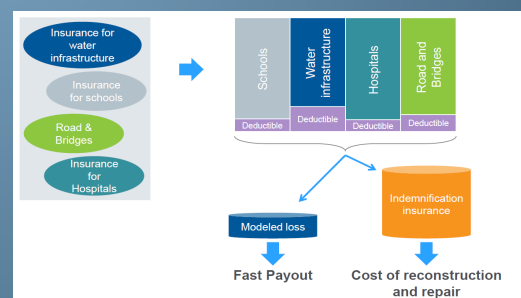 Insurance for
water
infrastructure
Insurance
for schools
Road &
Bridges
Insurance
for
Hospitals
Schools
Water
infrastructure
Hospitals
Road and
Bridges
Deductible
Deductible
Deductible
Deductible
Modeled loss
Indemnification
insurance
Fast Payout
Cost of reconstruction
and repair